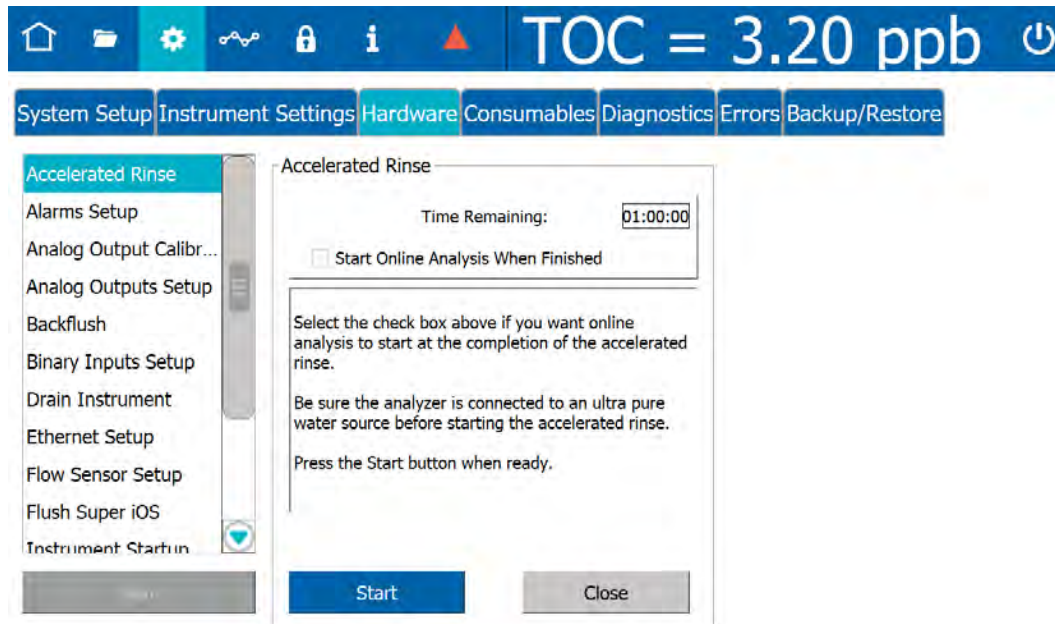 TOC = 3.20 ppb
System Setup Instrument Settings Hardware Consumables Diagnostics Errors Backup/Restore
Accelerated Rinse
Alarms Setup
Analog Output Calibr...
Analog Outputs Setup
Backflush
Binary Inputs Setup
Drain Instrument
Ethernet Setup
Flow Sensor Setup
Flush Super iOS
Instrument Startup
Accelerated Rinse
Time Remaining: 01:00:00
Start Online Analysis When Finished
Select the check box above if you want online
analysis to start at the completion of the accelerated
rinse.
Be sure the analyzer is connected to an ultra pure
water source before starting the accelerated rinse.
Press the Start button when ready.
Start Close